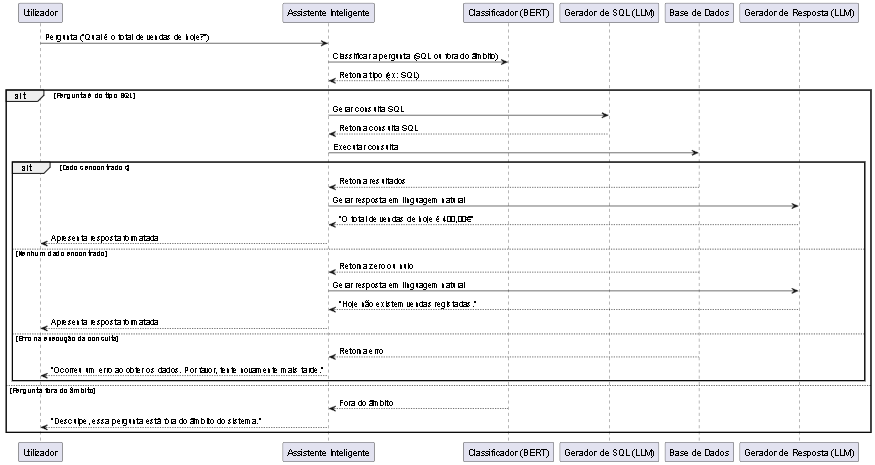 Utilizador
Assistente Inteligente
Classificador (BERT)
Gerador de SQL (LLM)
Base de Dados
Gerador de Resposta (LLM)
Pergunta ("Qual é o total de vendas de hoje?")
Classificar a pergunta (SQL ou fora do âmbito)
Retorna tipo (ex: SQL)
alt
[Pergunta é do tipo SQL]
Gerar consulta SQL
Retorna consulta SQL
Executar consulta
alt
[Dados encontrados]
Retorna resultados
Gerar resposta em linguagem natural
"O total de vendas de hoje é 400,00€"
Apresenta resposta formatada
[Nenhum dado encontrado]
Retorna zero ou nulo
Gerar resposta em linguagem natural
"Hoje não existem vendas registadas."
Apresenta resposta formatada
[Erro na execução da consulta]
Retorna erro
"Ocorreu um erro ao obter os dados. Por favor, tente novamente mais tarde."
[Pergunta fora do âmbito]
Fora do âmbito
"Desculpe, essa pergunta está fora do âmbito do sistema."
Utilizador
Assistente Inteligente
Classificador (BERT)
Gerador de SQL (LLM)
Base de Dados
Gerador de Resposta (LLM)